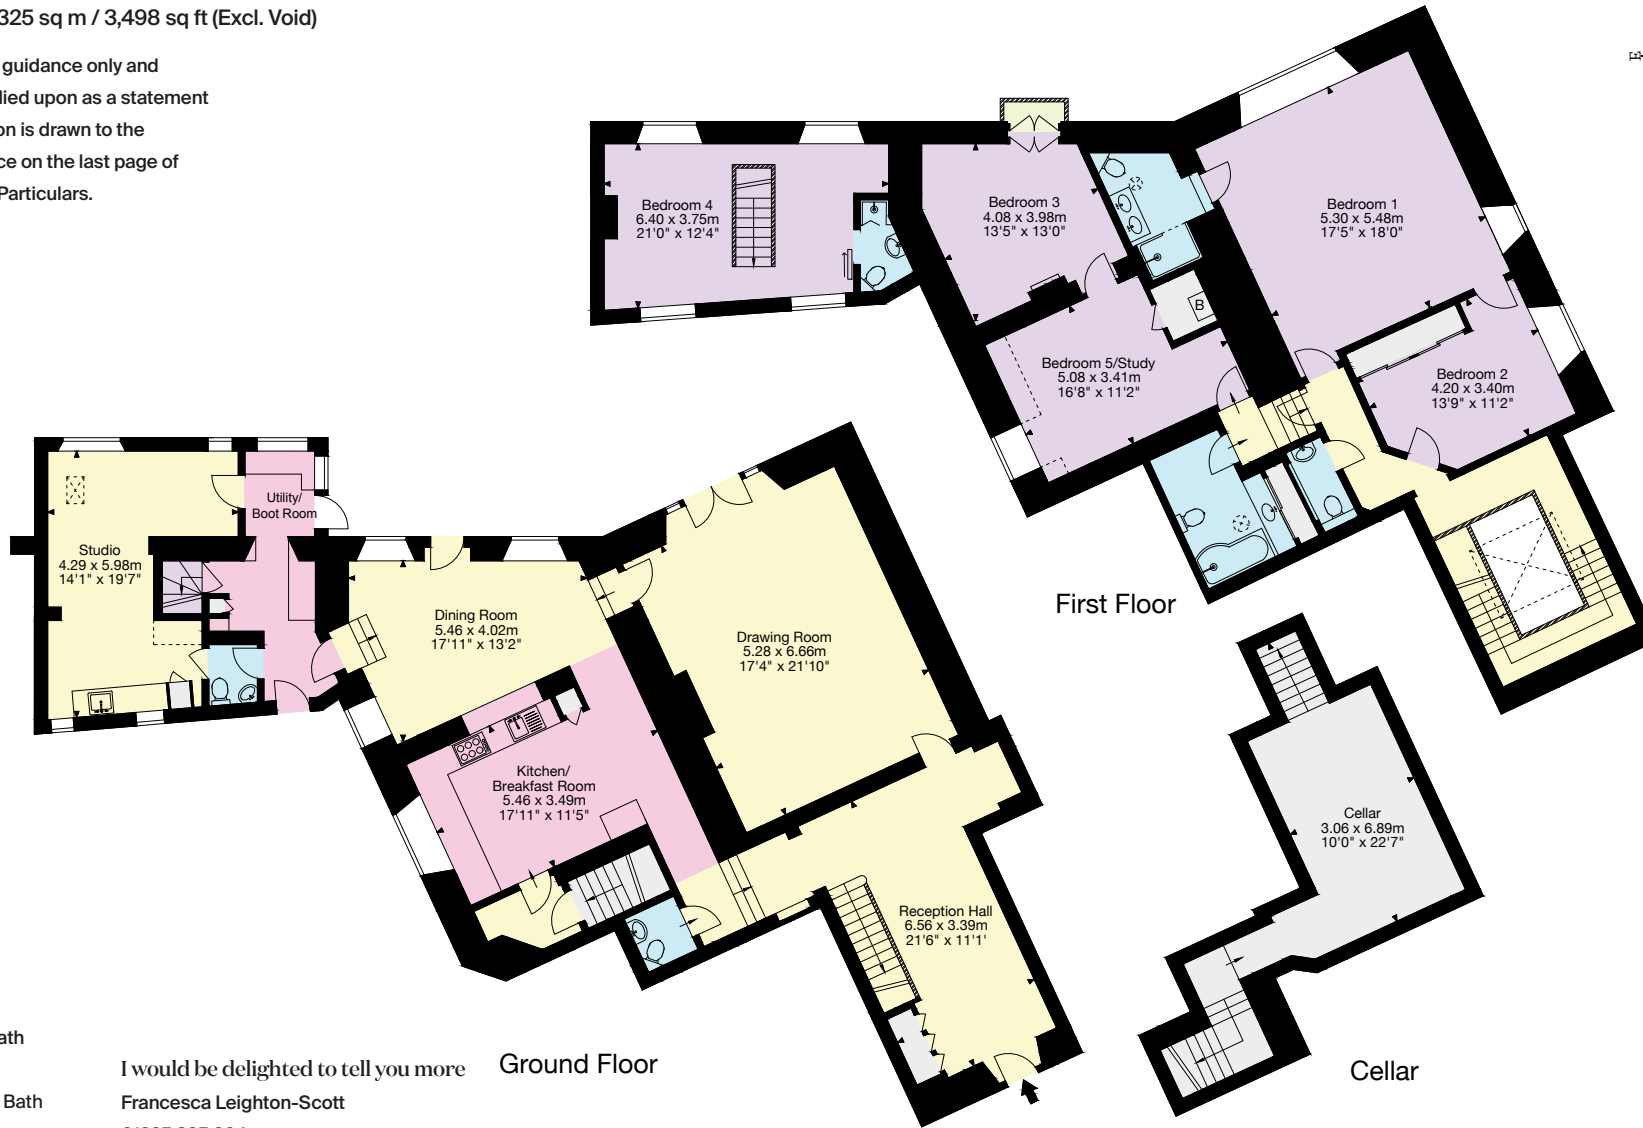 325 sq m / 3,498 sq ft (Excl. Void)
guidance only and
lied upon as a statement
on is drawn to the
ce on the last page of
Particulars.
E
Bedroom 4
6.40 x 3.75m
21'0" x 12'4"
Bedroom 3
4.08 x 3.98m
13'5" x 13'0"
Bedroom 1
5.30 x 5.48m
17'5" x 18'0"
B
Bedroom 5/Study
5.08 x 3.41m
16'8" x 11'2"
Bedroom 2
4.20 x 3.40m
13'9" x 11'2"
First Floor
Utility/
Boot Room
Studio
4.29 x 5.98m
14'1" x 19'7"
Dining Room
5.46 x 4.02m
17'11" x 13'2"
Drawing Room
5.28 x 6.66m
17'4" x 21'10"
Kitchen/
Breakfast Room
5.46 x 3.49m
17'11" x 11'5"
Reception Hall
6.56 x 3.39m
21'6" x 11'1'
Ground Floor
Cellar
3.06 x 6.89m
10'0" x 22'7"
Cellar
ath
I would be delighted to tell you more
Bath
Francesca Leighton-Scott